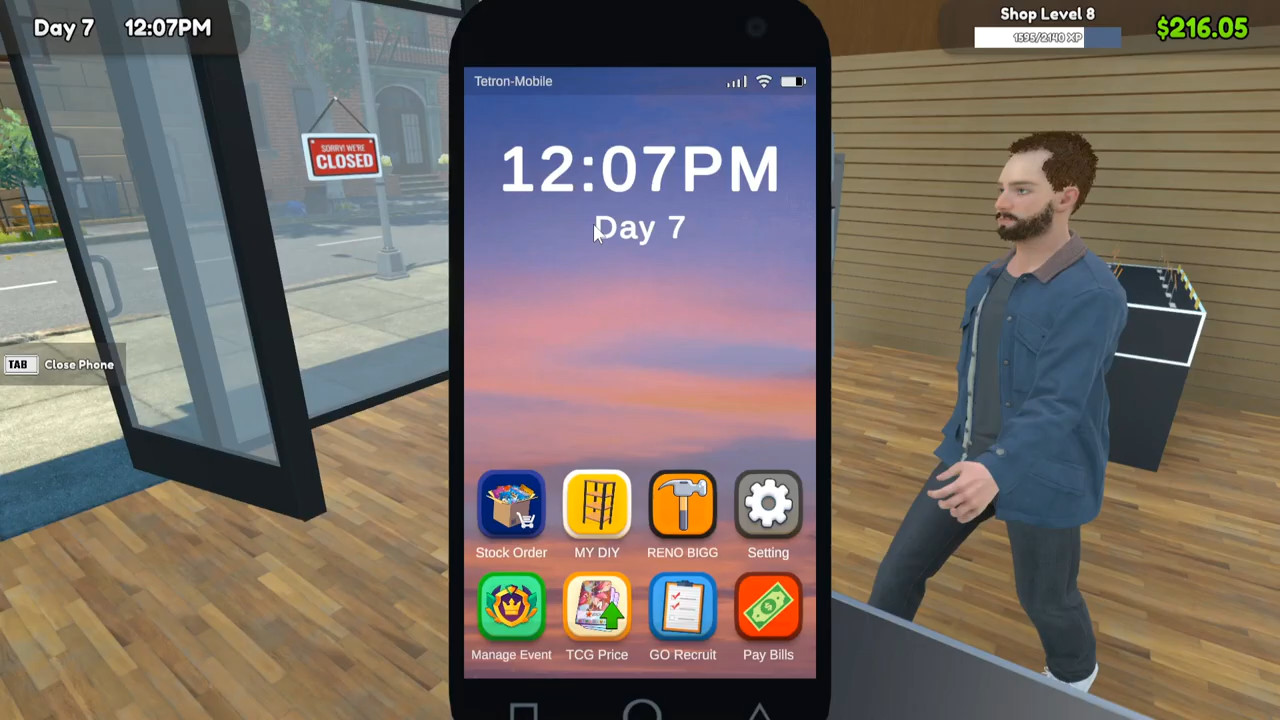 Day 7 12:07PM
Shop Level 8
1595/2140 XP
$216.05
Tetron-Mobile
12:07PM
Day 7
SORRY! WE'RE
CLOSED
TAB Close Phone
Stock Order MY DIY RENO BIGG Setting
Manage Event TCG Price GO Recruit Pay Bills